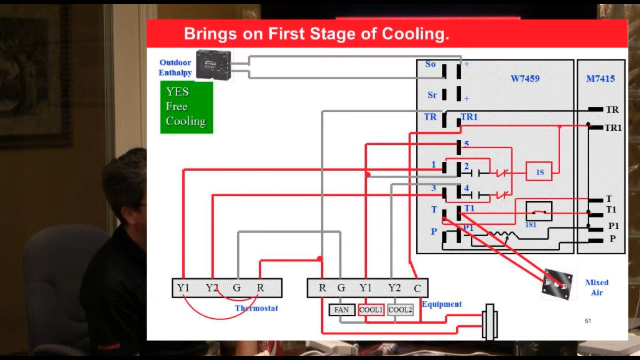 Brings on First Stage of Cooling.
Outdoor
Enthalpy
YES
Free
Cooling
So +
Sr +
TR TR1
W7459
M7415
TR
TR1
5
1 2
3 4
T T1
P P1
1S
1S1
T
T1
P1
P
Mixed
Air
Y1 Y2 G R
Thermostat
R G Y1 Y2 C
Equipment
FAN COOL1 COOL2
51